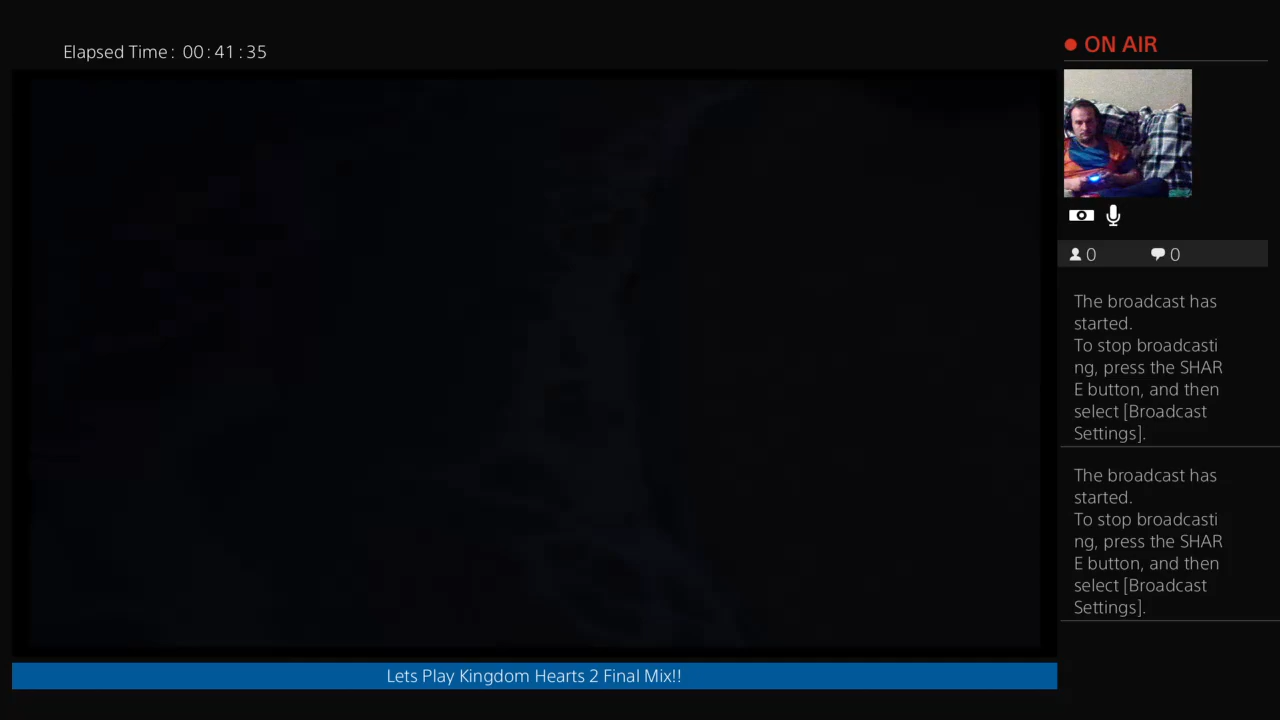 Elapsed Time: 00:41:35
ON AIR
0 0
The broadcast has
started.
To stop broadcasti
ng, press the SHAR
E button, and then
select [Broadcast
Settings].
The broadcast has
started.
To stop broadcasti
ng, press the SHAR
E button, and then
select [Broadcast
Settings].
Lets Play Kingdom Hearts 2 Final Mix!!